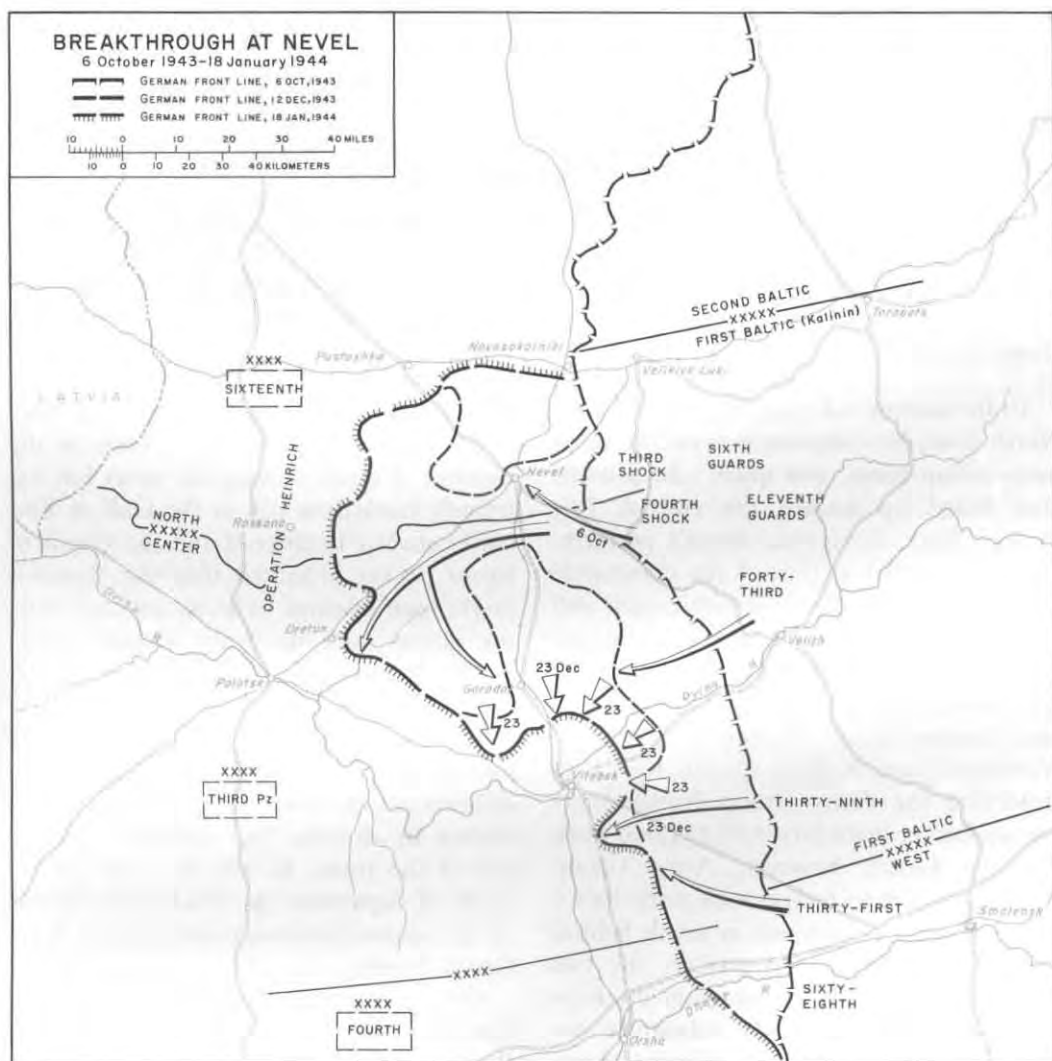 BREAKTHROUGH AT NEVEL
6 October 1943-18 January 1944
GERMAN FRONT LINE, 6 OCT, 1943
GERMAN FRONT LINE, 12 DEC, 1943
GERMAN FRONT LINE, 18 JAN, 1944
10 0 10 20 30 40 MILES
10 0 10 20 30 40 KILOMETERS
SECOND BALTIC
XXXXX
FIRST BALTIC (Kalinin)
Toropets
Novosokolniki
Pustoshka
Velikiye Luki
XXXX
SIXTEENTH
LATVIA
THIRD
SHOCK
SIXTH
GUARDS
Nevel
FOURTH
SHOCK
ELEVENTH
GUARDS
6 Oct
OPERATION HEINRICH
Rossono
NORTH
XXXXX
CENTER
FORTY-
THIRD
Dretun
Velizh
R
Polotsk
23 Dec
Gorodok
Dvina R
23
23
23
23
Vitebsk
XXXX
THIRD Pz
THIRTY-NINTH
23 Dec
FIRST BALTIC
XXXXX
WEST
THIRTY-FIRST
Smolensk
XXXX
SIXTY-
EIGHTH
XXXX
FOURTH
Dnepr R
Orsha